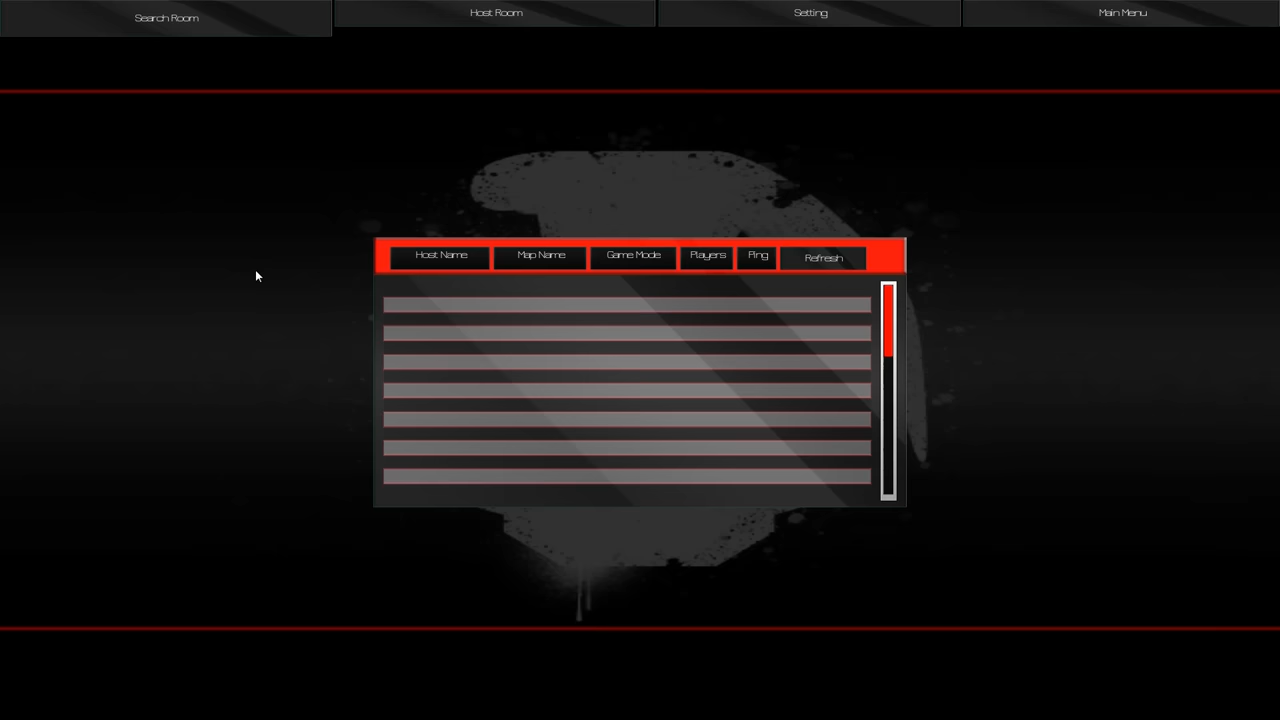 Search Room
Host Room
Setting
Main Menu
Host Name
Map Name
Game Mode
Players
Ping
Refresh